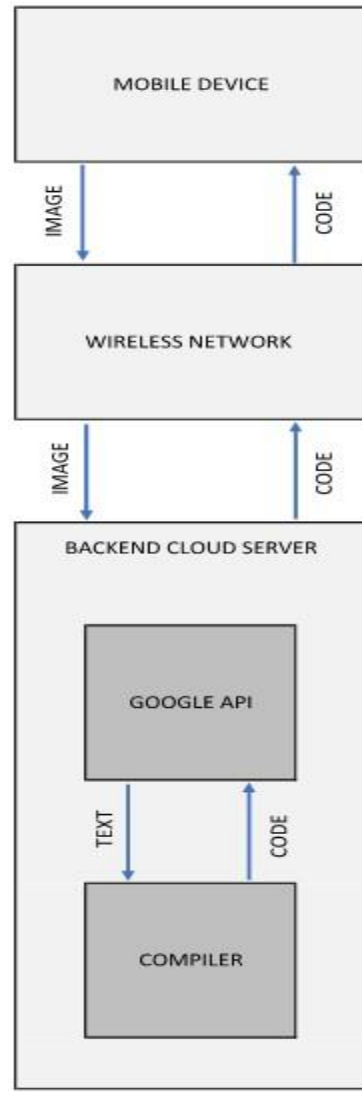 MOBILE DEVICE
IMAGE
CODE
WIRELESS NETWORK
IMAGE
CODE
BACKEND CLOUD SERVER
GOOGLE API
TEXT
CODE
COMPILER